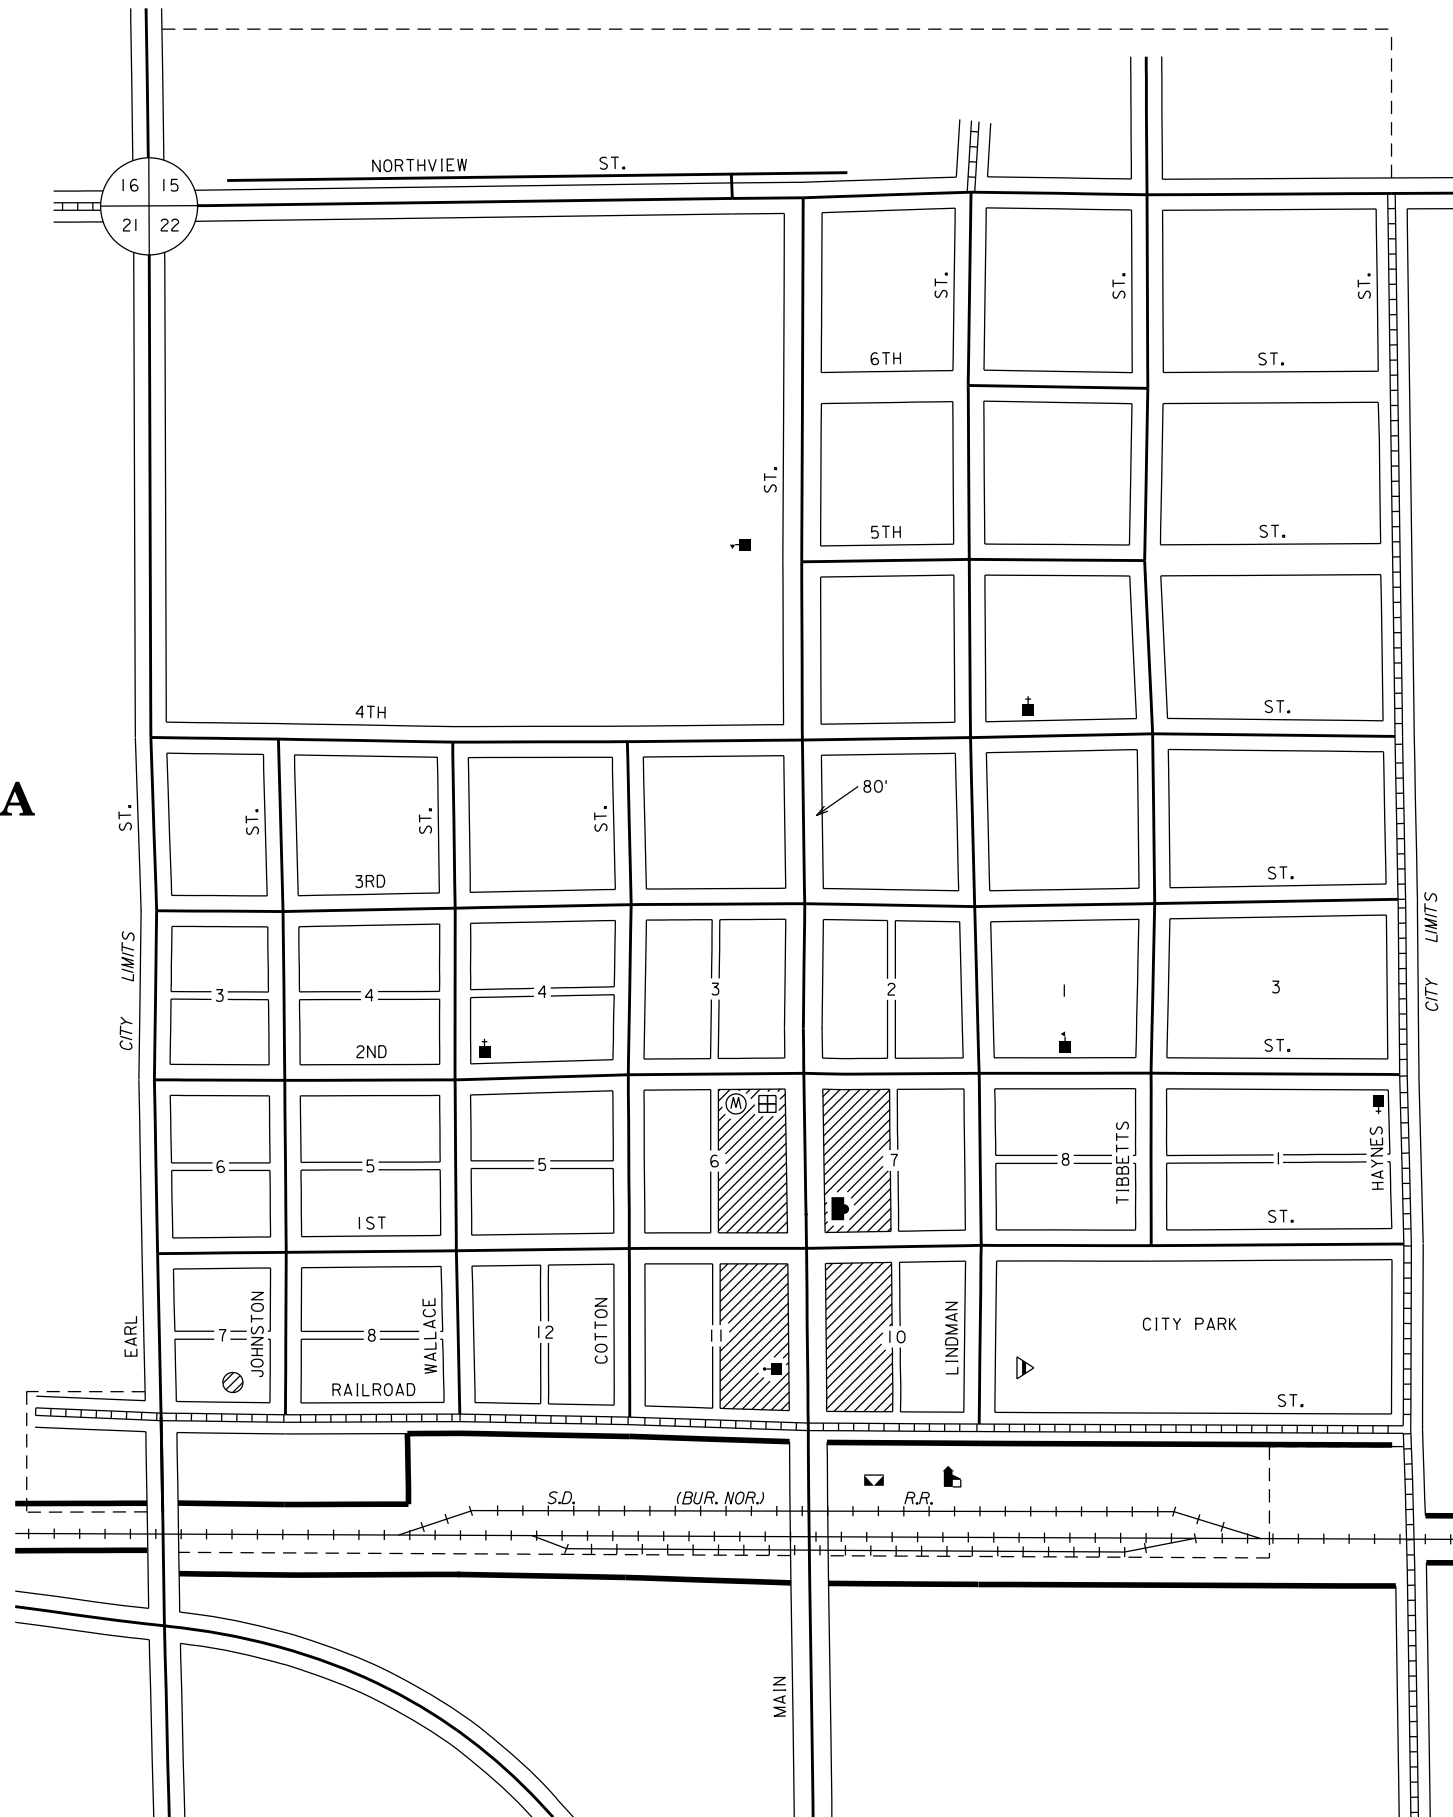 NORTHVIEW ST.
16 15
21 22
ST. ST. ST.
6TH ST.
ST.
5TH ST.
4TH ST.
80'
A
ST. ST. ST. ST.
3RD ST.
CITY LIMITS
CITY LIMITS
3 4 4 3 2 1 3
2ND ST.
M
6 5 5 6 7 8 1
TIBBETTS
HAYNES
1ST ST.
EARL
JOHNSTON
WALLACE
COTTON
LINDMAN
CITY PARK
7 8 12 11 10
RAILROAD ST.
S.D. (BUR. NOR.) R.R.
MAIN